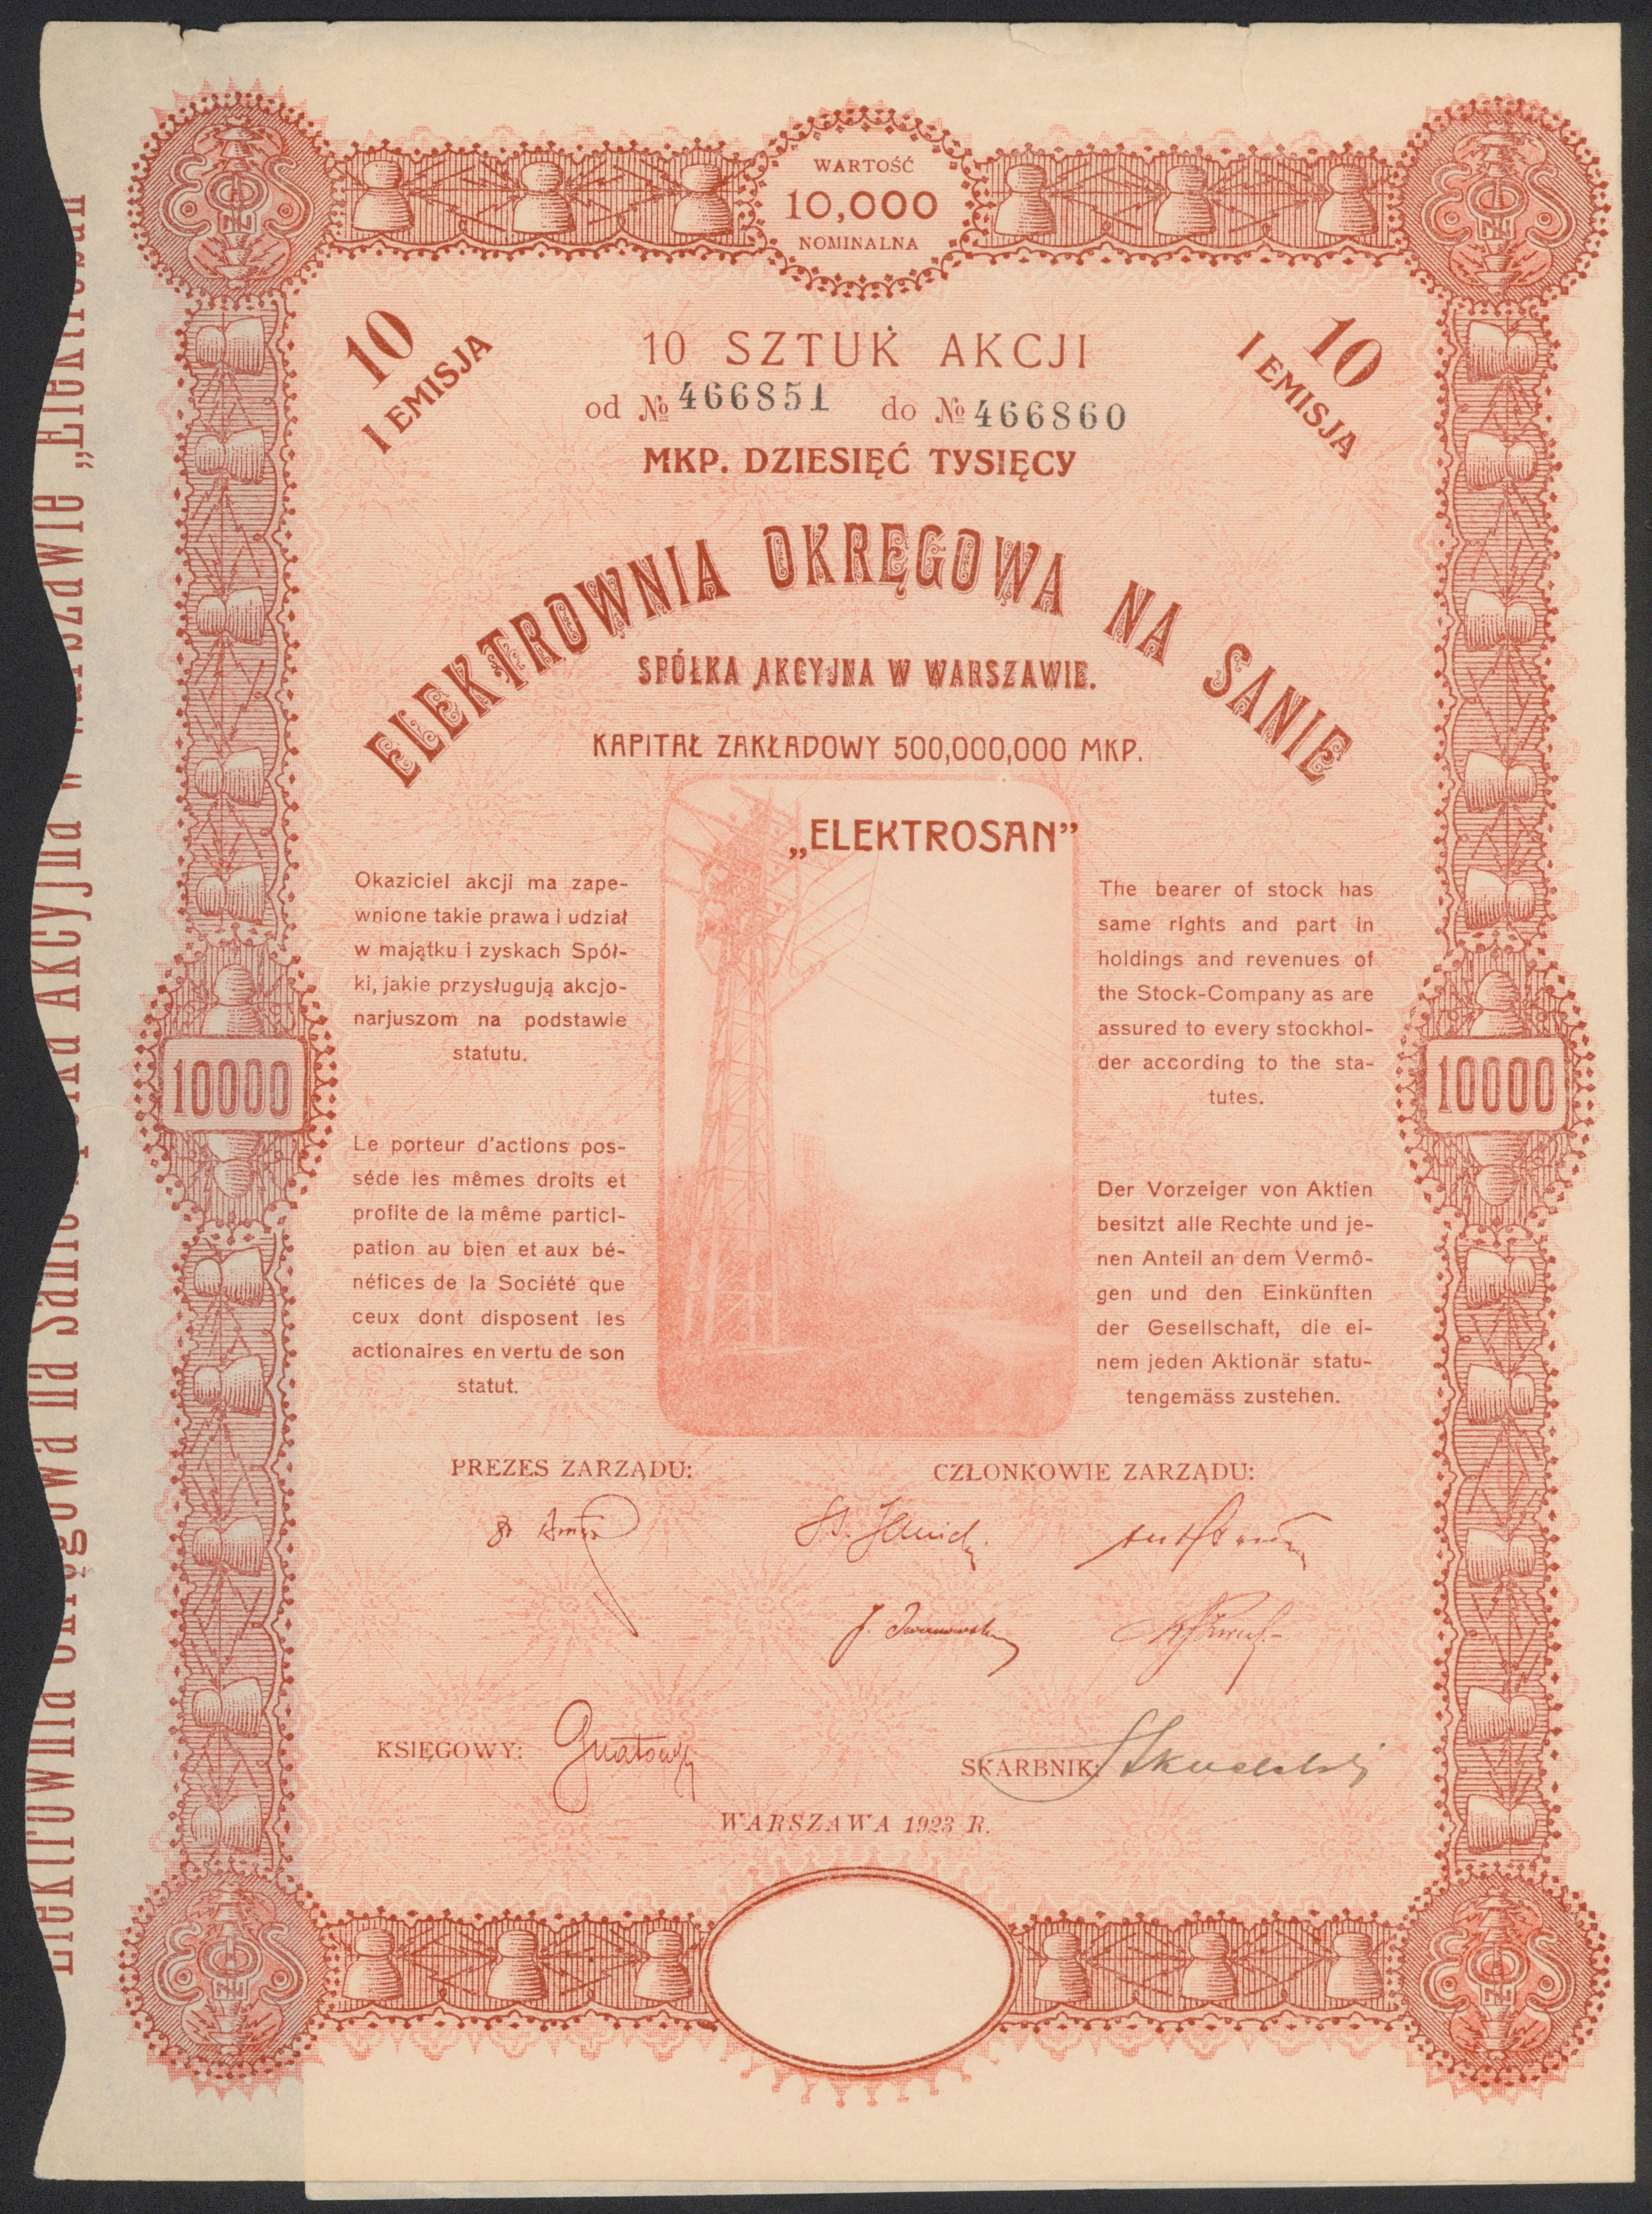 WARTOŚĆ
10,000
NOMINALNA
10
I EMISJA
10
I EMISJA
10 SZTUK AKCJI
od № 466851 do № 466860
MKP. DZIESIĘĆ TYSIĘCY
ELEKTROWNIA OKRĘGOWA NA SANIE
SPÓŁKA AKCYJNA W WARSZAWIE.
KAPITAŁ ZAKŁADOWY 500,000,000 MKP.
„ELEKTROSAN”
Okaziciel akcji ma zape-
wnione takie prawa i udział
w majątku i zyskach Spół-
ki, jakie przysługują akcjo-
narjuszom na podstawie
statutu.
Le porteur d'actions pos-
séde les mêmes droits et
profite de la même partici-
pation au bien et aux bé-
néfices de la Société que
ceux dont disposent les
actionaires en vertu de son
statut.
The bearer of stock has
same rights and part in
holdings and revenues of
the Stock-Company as are
assured to every stockhol-
der according to the sta-
tutes.
Der Vorzeiger von Aktien
besitzt alle Rechte und je-
nen Anteil an dem Vermô-
gen und den Einkünften
der Gesellschaft, die ei-
nem jeden Aktionär statu-
tengemäss zustehen.
10000
10000
PREZES ZARZĄDU:
CZŁONKOWIE ZARZĄDU:
KSIĘGOWY:
SKARBNIK:
WARSZAWA 1923 R.
Elektrownia Okręgowa na Sanie Spółka Akcyjna w Warszawie „Elektrosan